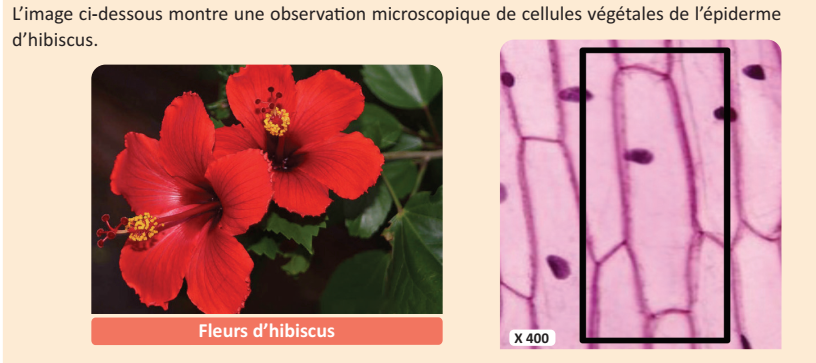 L’image ci-dessous montre une observation microscopique de cellules végétales de l’épiderme
d’hibiscus.
Fleurs d’hibiscus
X 400